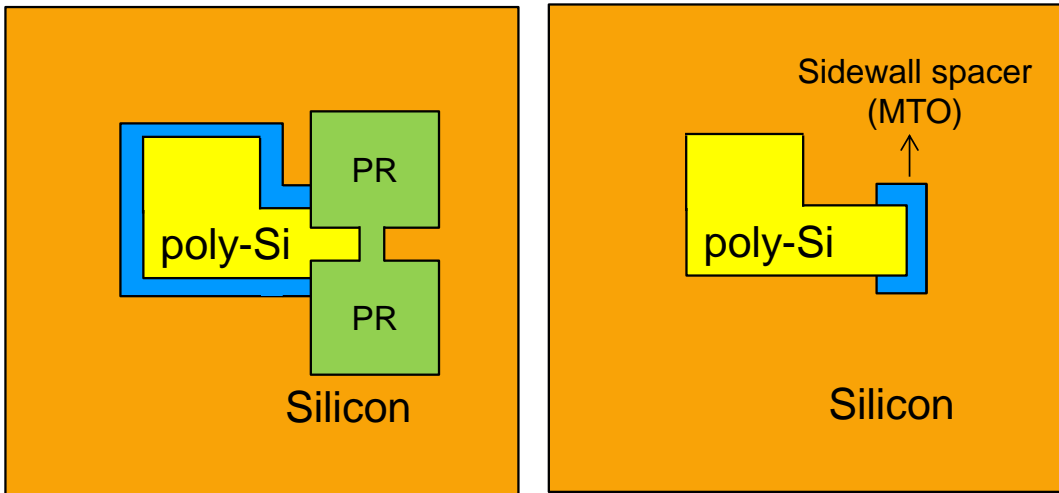 PR
poly-Si
PR
Silicon
Sidewall spacer
(MTO)
poly-Si
Silicon